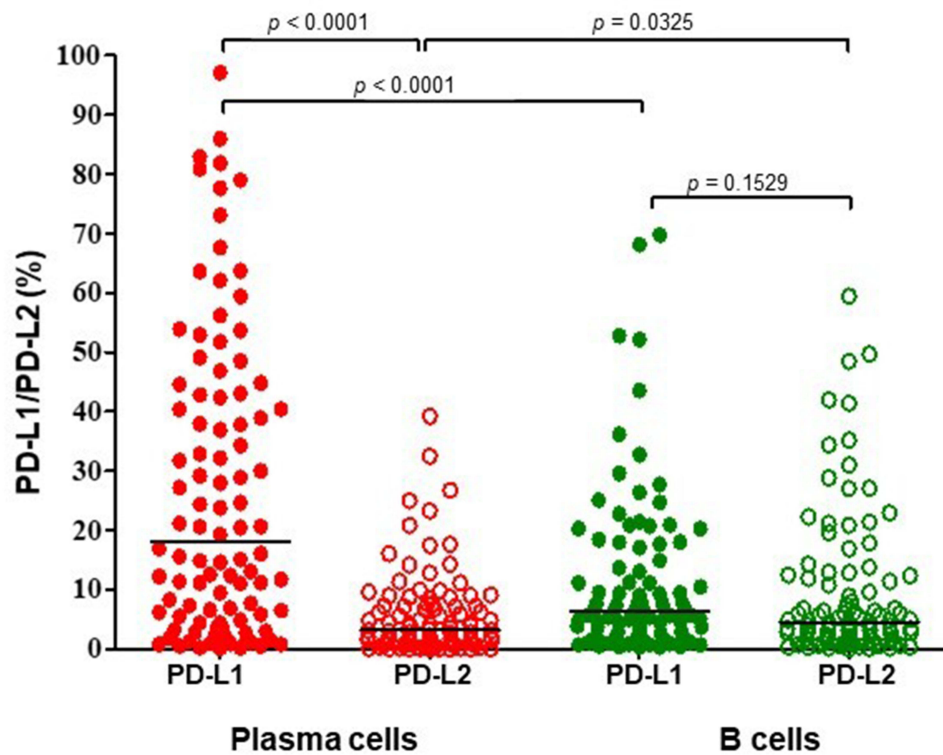 p < 0.0001
p = 0.0325
p < 0.0001
p = 0.1529
PD-L1/PD-L2 (%)
100
90
80
70
60
50
40
30
20
10
0
PD-L1
PD-L2
PD-L1
PD-L2
Plasma cells
B cells